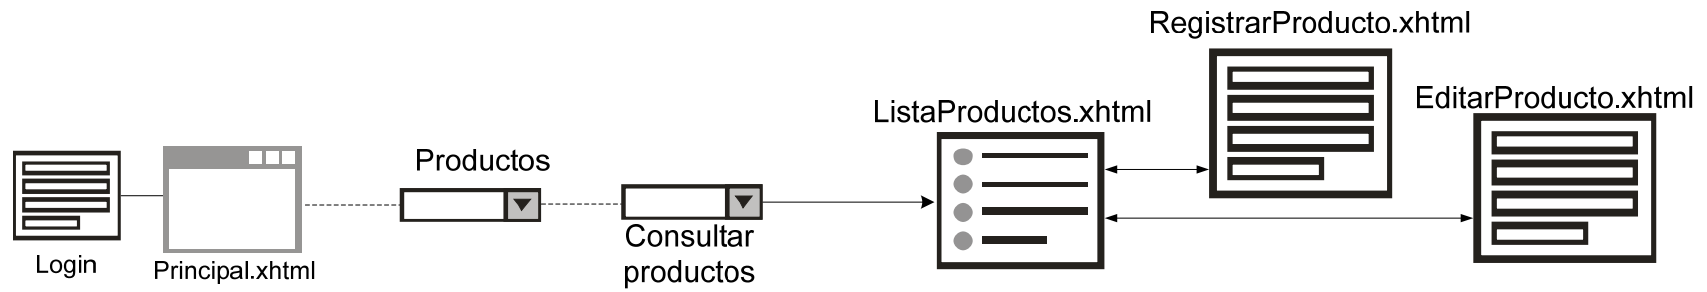 Login
Principal.xhtml
Productos
Consultar
productos
ListaProductos.xhtml
RegistrarProducto.xhtml
EditarProducto.xhtml